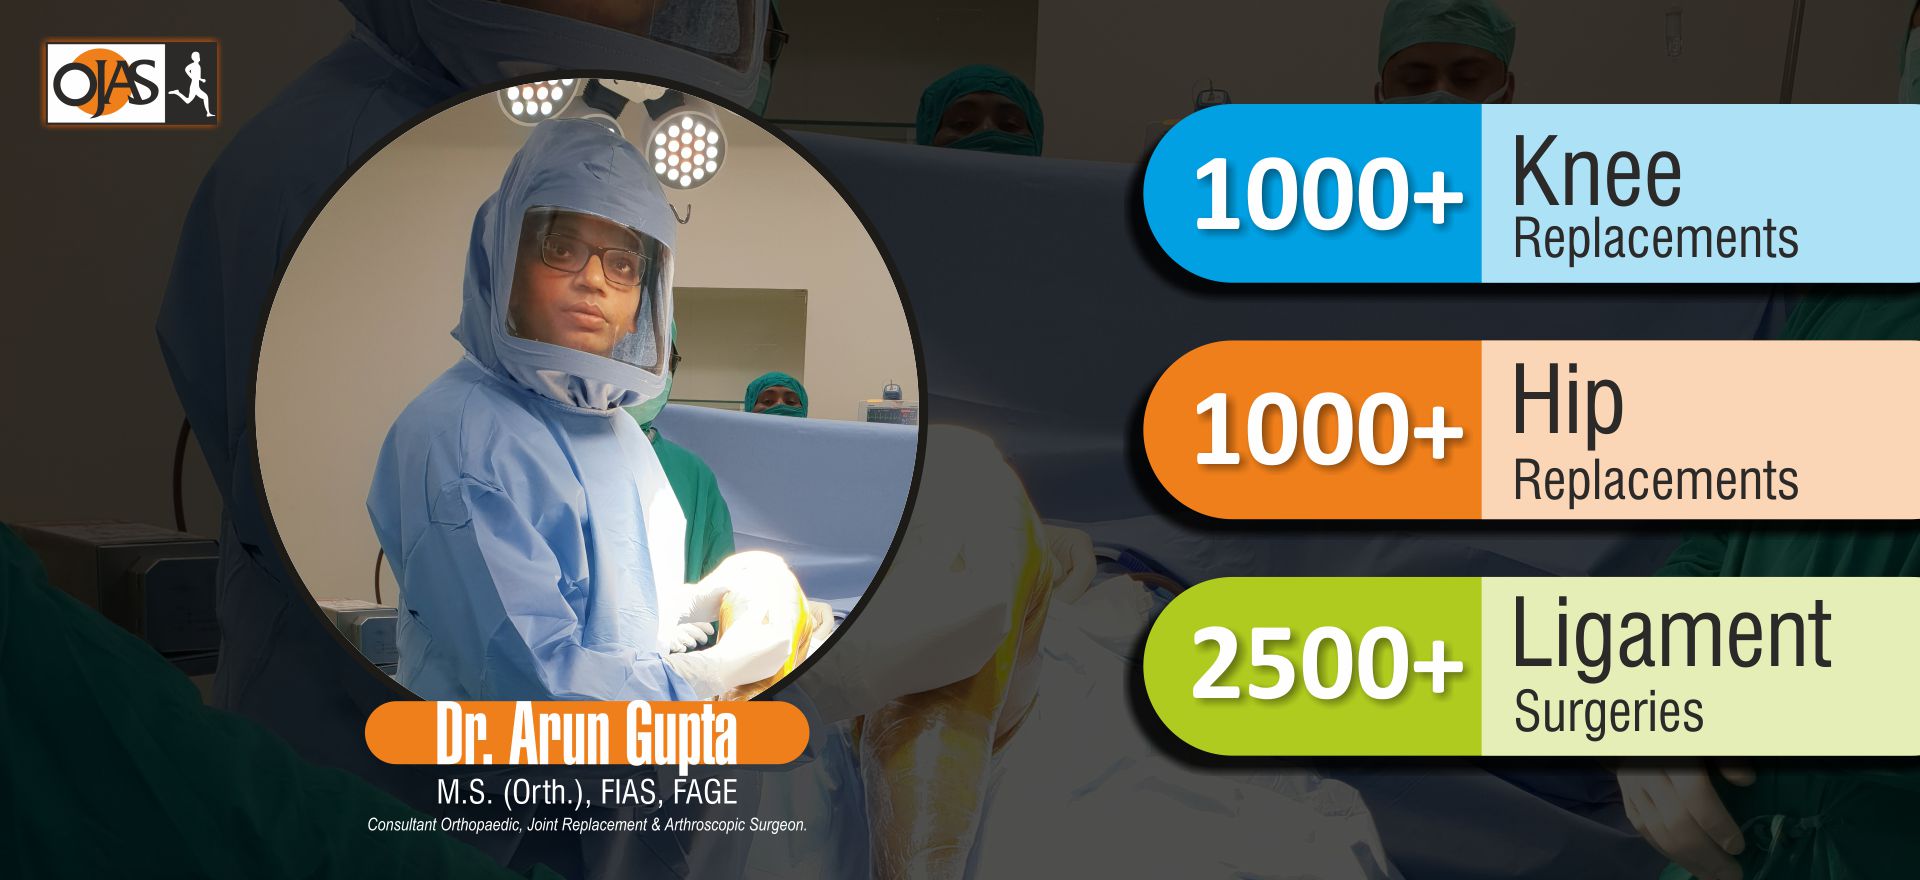 OJAS
1000+ Knee
Replacements
1000+ Hip
Replacements
2500+ Ligament
Surgeries
Dr. Arun Gupta
M.S. (Orth.), FIAS, FAGE
Consultant Orthopaedic, Joint Replacement & Arthroscopic Surgeon.